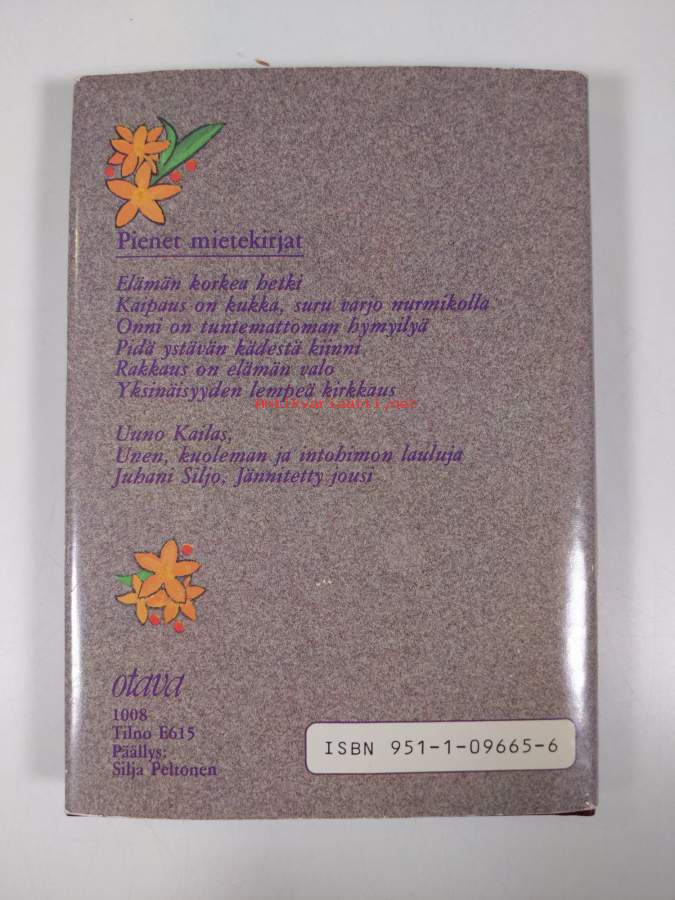 Pienet mietekirjat
Elämän korkea hetki
Kaipaus on kukka, suru varjo nurmikolla
Onni on tuntemattoman hymyilyä
Pidä ystävän kädestä kiinni
Rakkaus on elämän valo
Yksinäisyyden lempeä kirkkaus
Antikvariaatti.net
Uuno Kailas,
Unen, kuoleman ja intohimon lauluja
Juhani Siljo, Jännitetty jousi
otava
1008
Tilno E615
Päällys:
Silja Peltonen
ISBN 951-1-09665-6